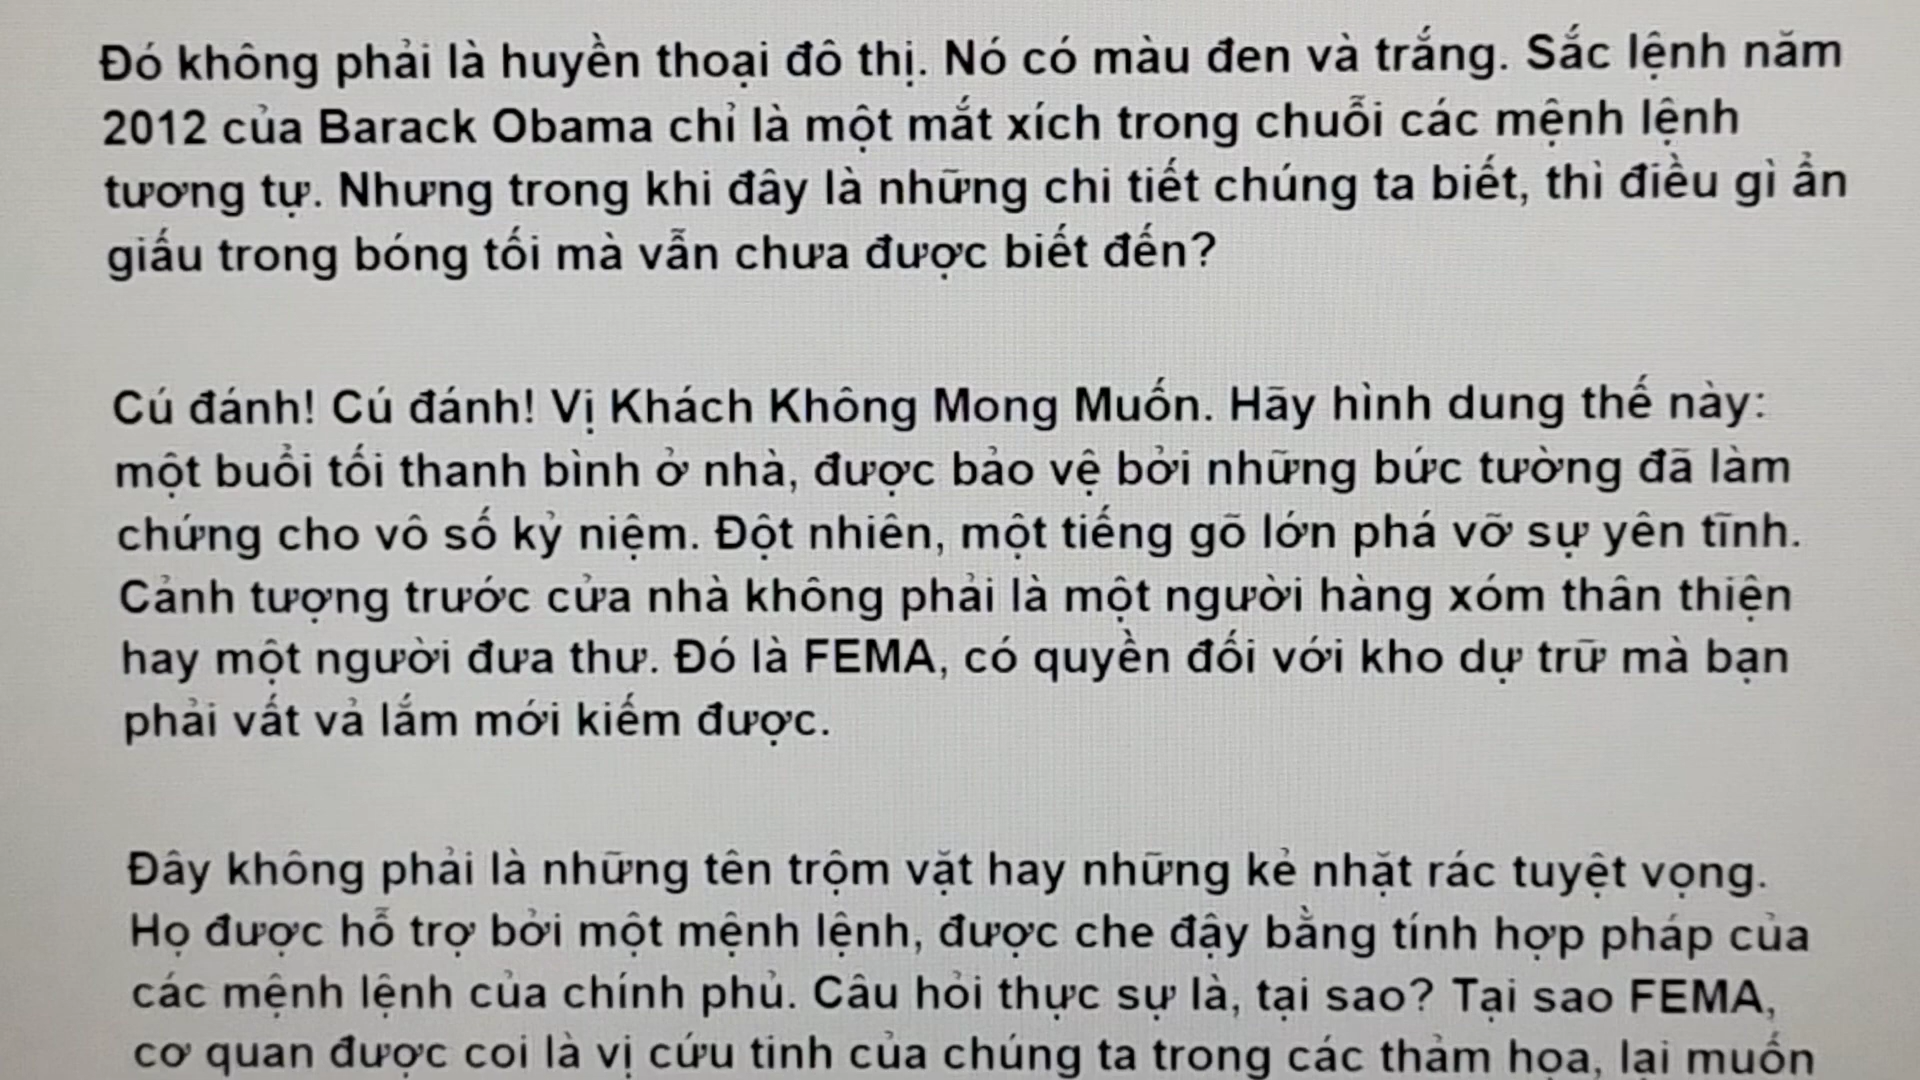 Đó không phải là huyền thoại đô thị. Nó có màu đen và trắng. Sắc lệnh năm
2012 của Barack Obama chỉ là một mắt xích trong chuỗi các mệnh lệnh
tương tự. Nhưng trong khi đây là những chi tiết chúng ta biết, thì điều gì ẩn
giấu trong bóng tối mà vẫn chưa được biết đến?
Cú đánh! Cú đánh! Vị Khách Không Mong Muốn. Hãy hình dung thế này:
một buổi tối thanh bình ở nhà, được bảo vệ bởi những bức tường đã làm
chứng cho vô số kỷ niệm. Đột nhiên, một tiếng gõ lớn phá vỡ sự yên tĩnh.
Cảnh tượng trước cửa nhà không phải là một người hàng xóm thân thiện
hay một người đưa thư. Đó là FEMA, có quyền đối với kho dự trữ mà bạn
phải vất vả lắm mới kiếm được.
Đây không phải là những tên trộm vặt hay những kẻ nhặt rác tuyệt vọng.
Họ được hỗ trợ bởi một mệnh lệnh, được che đậy bằng tính hợp pháp của
các mệnh lệnh của chính phủ. Câu hỏi thực sự là, tại sao? Tại sao FEMA,
cơ quan được coi là vị cứu tinh của chúng ta trong các thảm họa, lại muốn